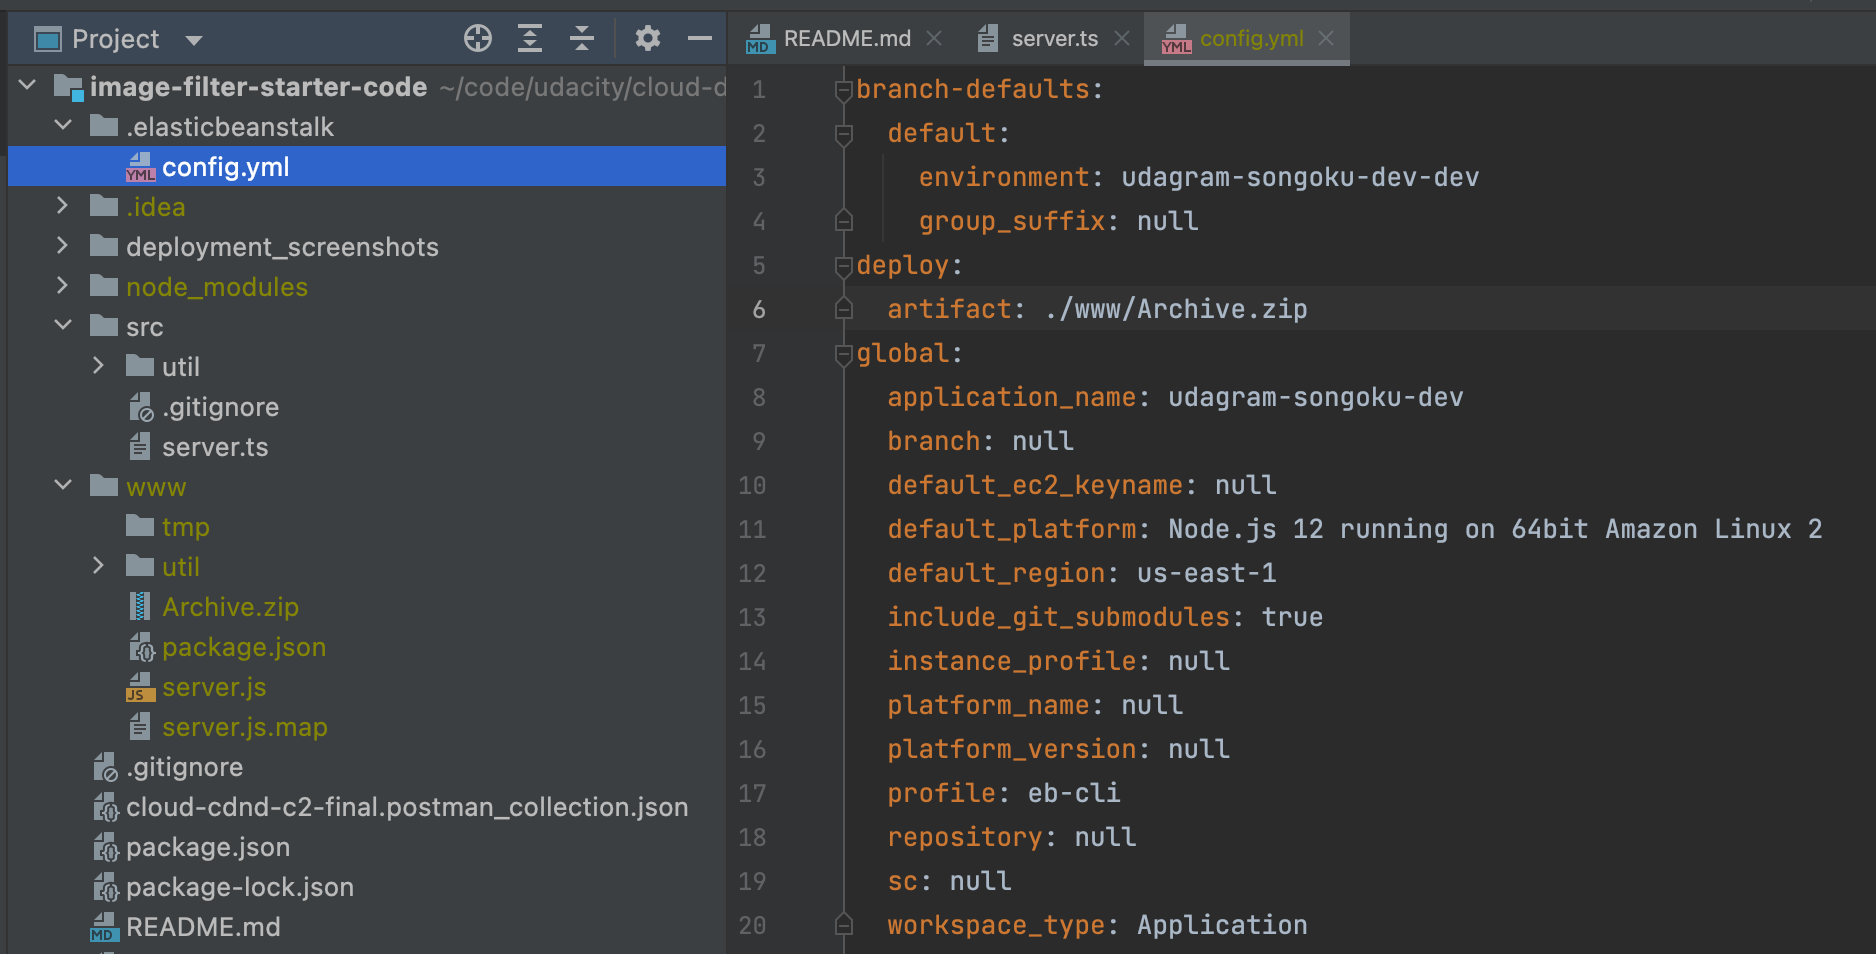 Project
image-filter-starter-code ~/code/udacity/cloud-d
.elasticbeanstalk
YML config.yml
.idea
deployment_screenshots
node_modules
src
util
.gitignore
server.ts
www
tmp
util
Archive.zip
package.json
JS server.js
server.js.map
.gitignore
cloud-cdnd-c2-final.postman_collection.json
package.json
package-lock.json
MD README.md
MD README.md
server.ts
YML config.yml
1 branch-defaults:
2 default:
3 environment: udagram-songoku-dev-dev
4 group_suffix: null
5 deploy:
6 artifact: ./www/Archive.zip
7 global:
8 application_name: udagram-songoku-dev
9 branch: null
10 default_ec2_keyname: null
11 default_platform: Node.js 12 running on 64bit Amazon Linux 2
12 default_region: us-east-1
13 include_git_submodules: true
14 instance_profile: null
15 platform_name: null
16 platform_version: null
17 profile: eb-cli
18 repository: null
19 sc: null
20 workspace_type: Application